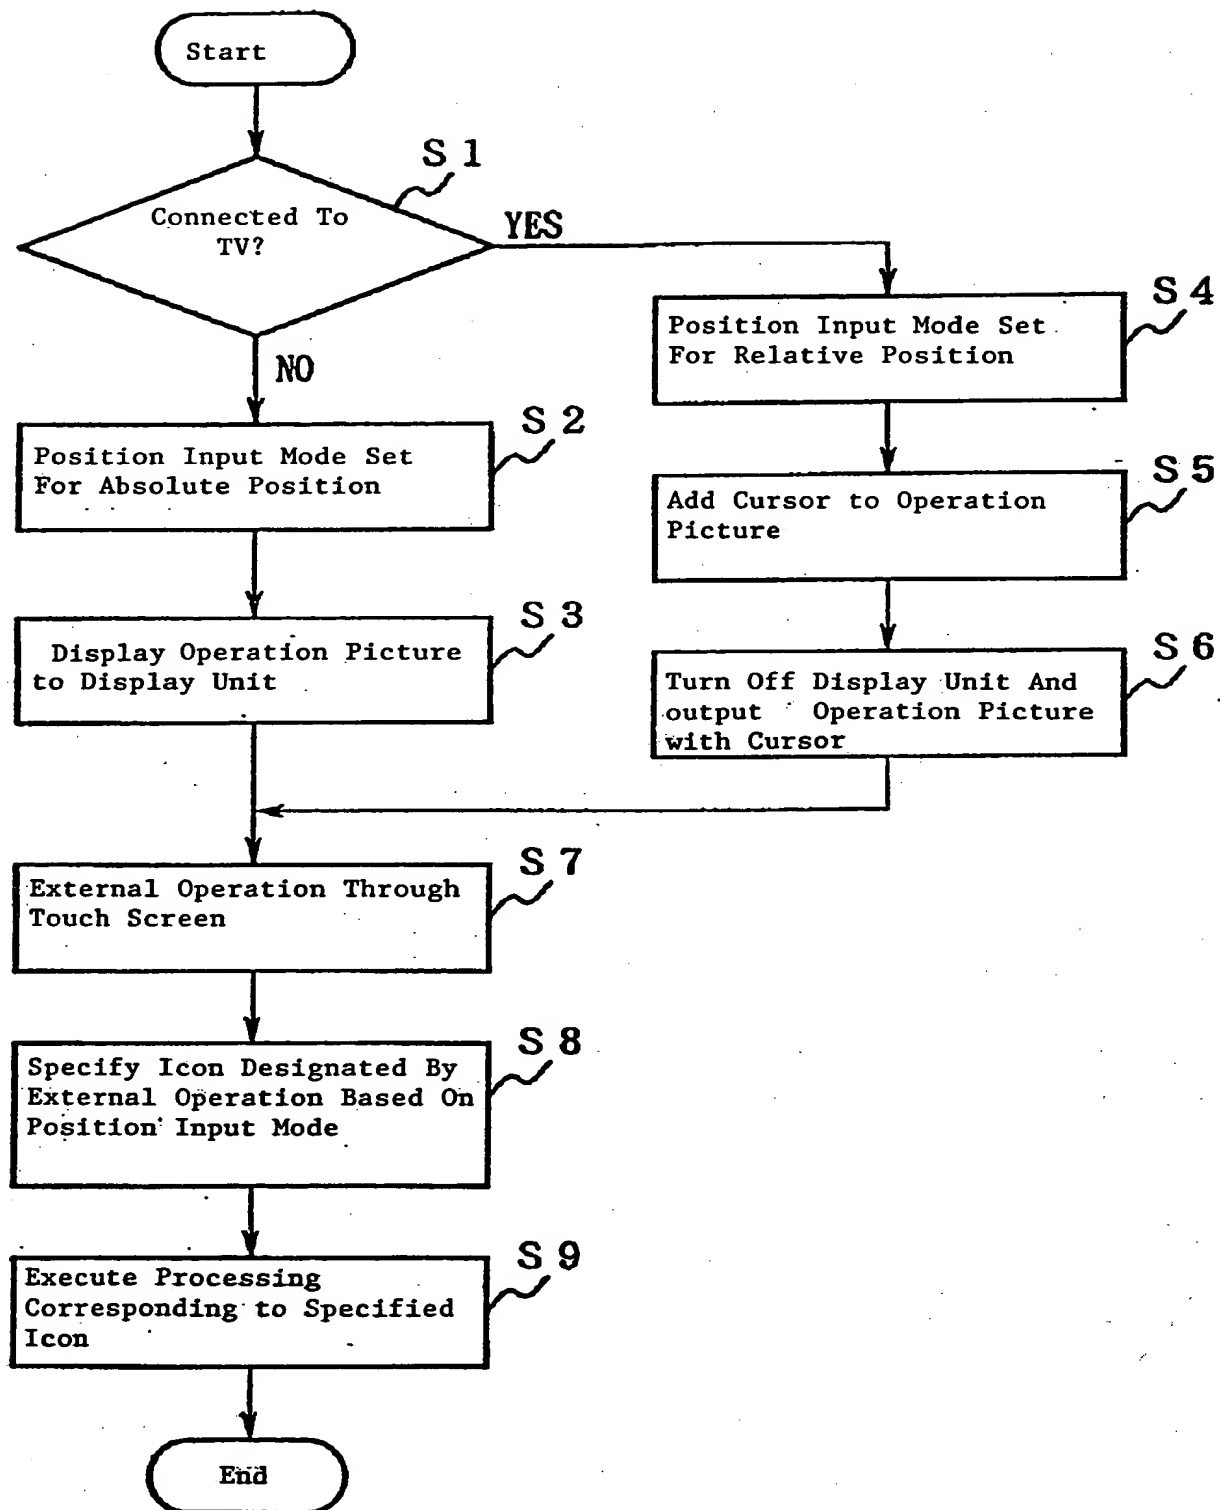 Start
S 1
Connected To
TV?
YES
NO
S 2
Position Input Mode Set
For Absolute Position
S 3
Display Operation Picture
to Display Unit
S 4
Position Input Mode Set
For Relative Position
S 5
Add Cursor to Operation
Picture
S 6
Turn Off Display Unit And
output Operation Picture
with Cursor
S 7
External Operation Through
Touch Screen
S 8
Specify Icon Designated By
External Operation Based On
Position Input Mode
S 9
Execute Processing
Corresponding to Specified
Icon
End